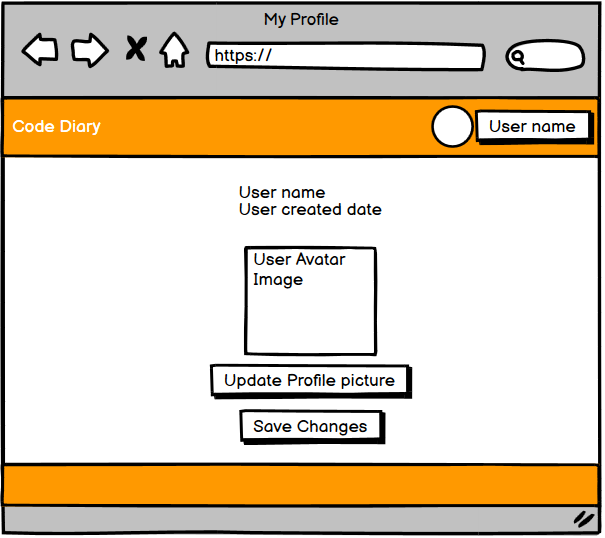 My Profile
https://
Code Diary
User name
User name
User created date
User Avatar
Image
Update Profile picture
Save Changes